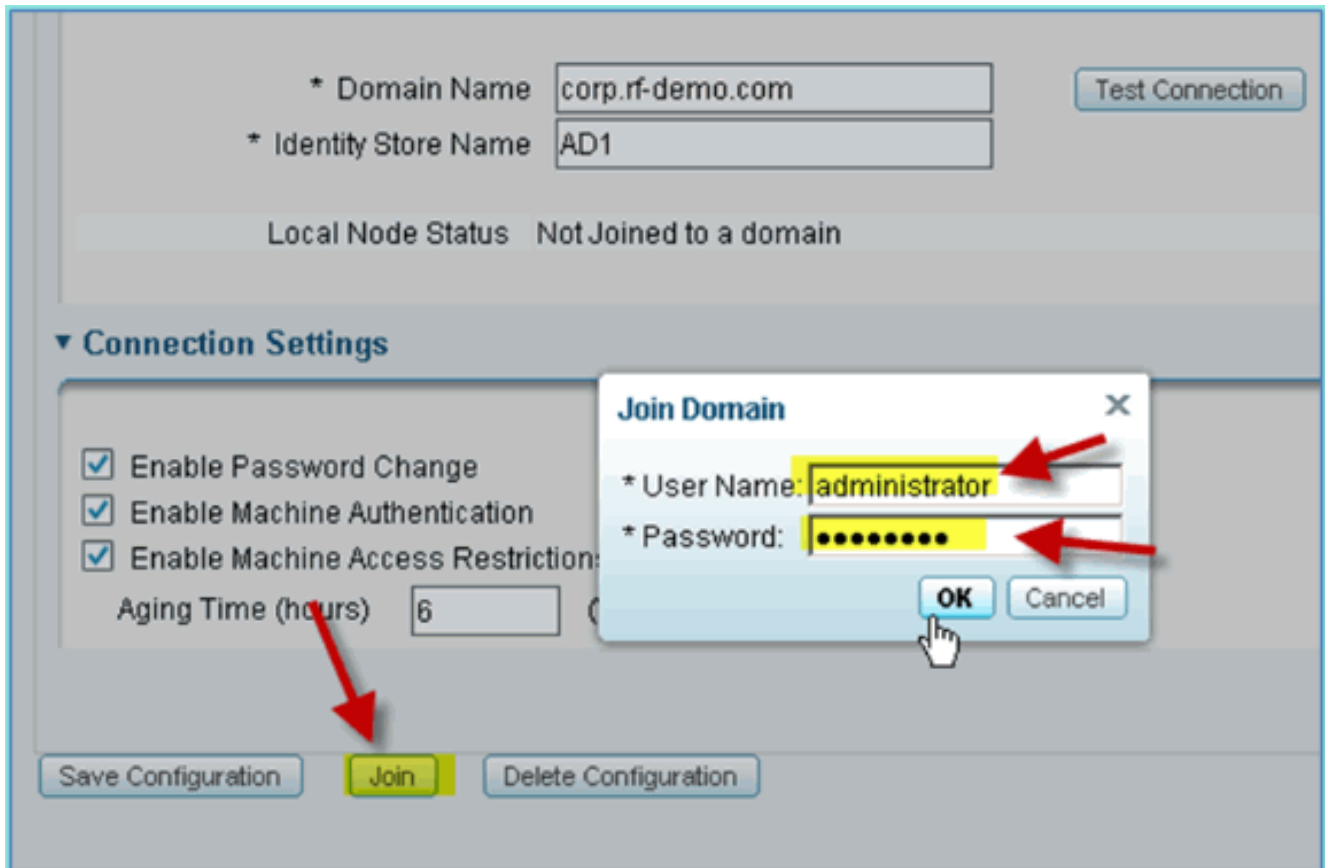 * Domain Name corp.rf-demo.com Test Connection
* Identity Store Name AD1
Local Node Status Not Joined to a domain
▼ Connection Settings
Join Domain ×
* User Name: administrator
* Password: ••••••••
OK Cancel
Enable Password Change
Enable Machine Authentication
Enable Machine Access Restriction
Aging Time (hours) 6 (
Save Configuration Join Delete Configuration